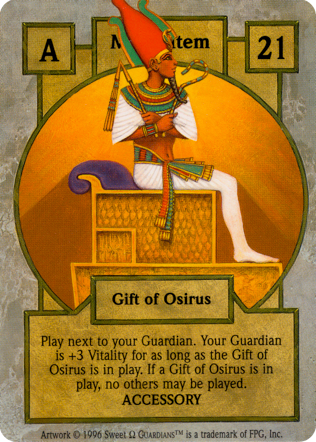 A
21
Gift of Osirus
Play next to your Guardian. Your Guardian
is +3 Vitality for as long as the Gift of
Osirus is in play. If a Gift of Osirus is in
play, no others may be played.
ACCESSORY
Artwork © 1996 Sweet Ω Guardians™ is a trademark of FPG, Inc.